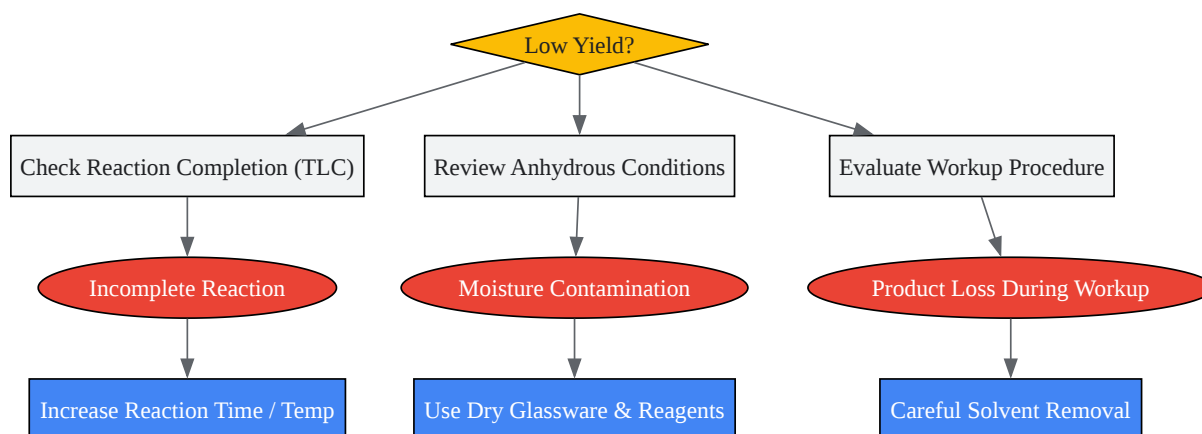 Low Yield?
Check Reaction Completion (TLC)
Review Anhydrous Conditions
Evaluate Workup Procedure
Incomplete Reaction
Moisture Contamination
Product Loss During Workup
Increase Reaction Time / Temp
Use Dry Glassware & Reagents
Careful Solvent Removal